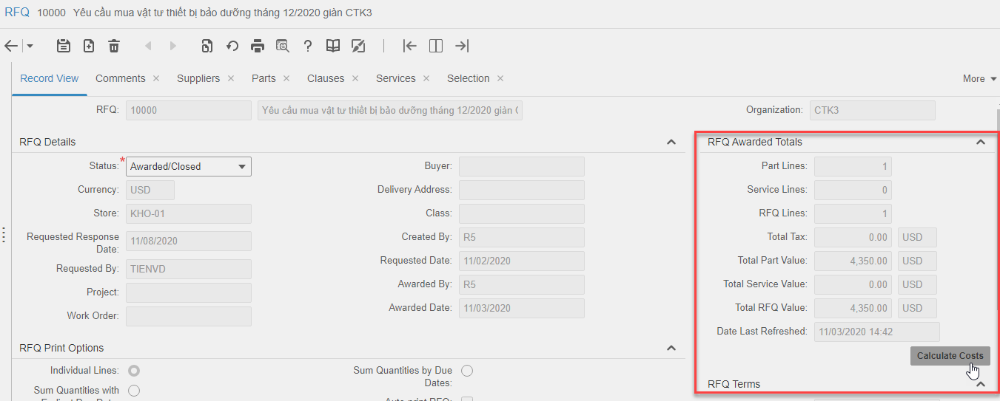 RFQ 10000 Yêu cầu mua vật tư thiết bị bảo dưỡng tháng 12/2020 giàn CTK3
Record View Comments × Suppliers × Parts × Clauses × Services × Selection × More
RFQ: 10000 Yêu cầu mua vật tư thiết bị bảo dưỡng tháng 12/2020 giàn
Organization: CTK3
RFQ Details
Status: * Awarded/Closed
Currency: USD
Store: KHO-01
Requested Response
Date: 11/08/2020
Requested By: TIENVD
Project:
Work Order:
Buyer:
Delivery Address:
Class:
Created By: R5
Requested Date: 11/02/2020
Awarded By: R5
Awarded Date: 11/03/2020
RFQ Awarded Totals
Part Lines: 1
Service Lines: 0
RFQ Lines: 1
Total Tax: 0.00 USD
Total Part Value: 4,350.00 USD
Total Service Value: 0.00 USD
Total RFQ Value: 4,350.00 USD
Date Last Refreshed: 11/03/2020 14:42
Calculate Costs
RFQ Terms
RFQ Print Options
Individual Lines:
Sum Quantities with
Sum Quantities by Due
Dates: